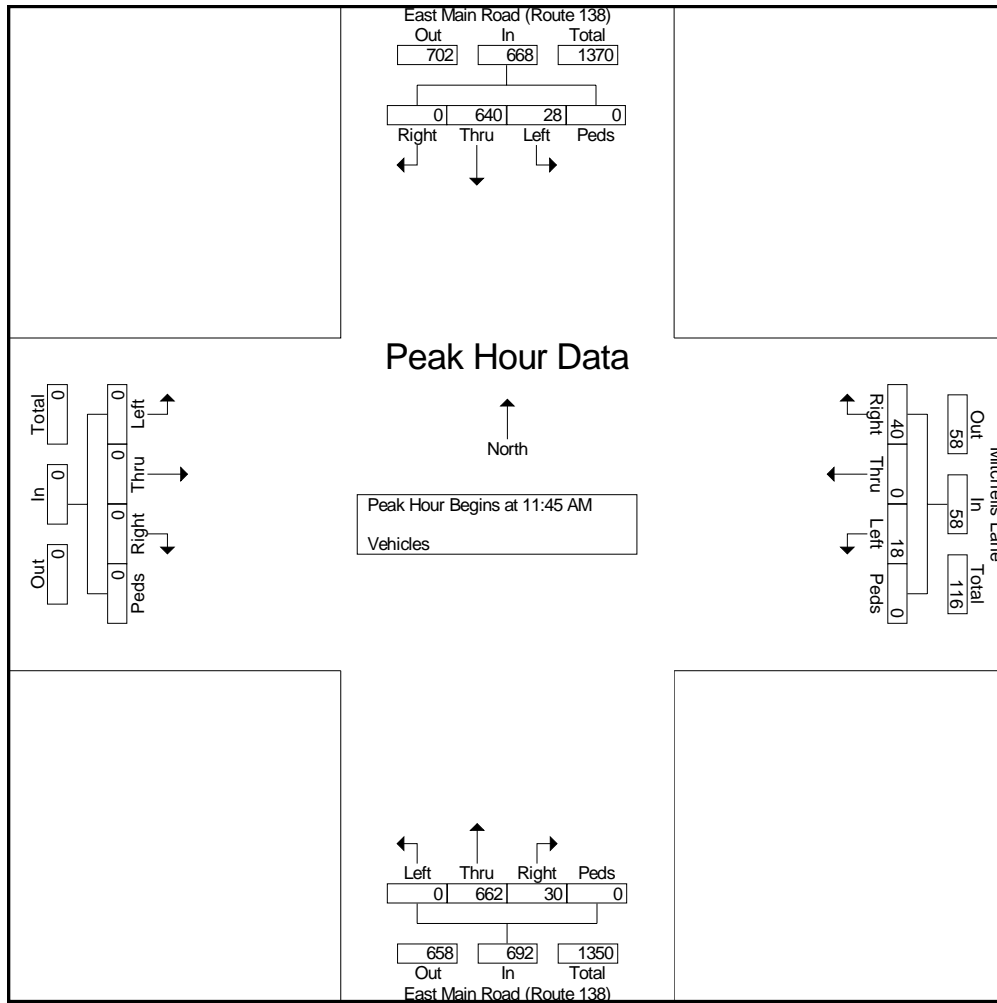 East Main Road (Route 138)
Out In Total
702 668 1370
0 640 28 0
Right Thru Left Peds
Peak Hour Data
North
Peak Hour Begins at 11:45 AM
Vehicles
Total In Out
0 0 0
0 0 0 0
Left Thru Right Peds
Mitchells Lane
Out In Total
58 58 116
40 0 18 0
Right Thru Left Peds
Left Thru Right Peds
0 662 30 0
658 692 1350
Out In Total
East Main Road (Route 138)